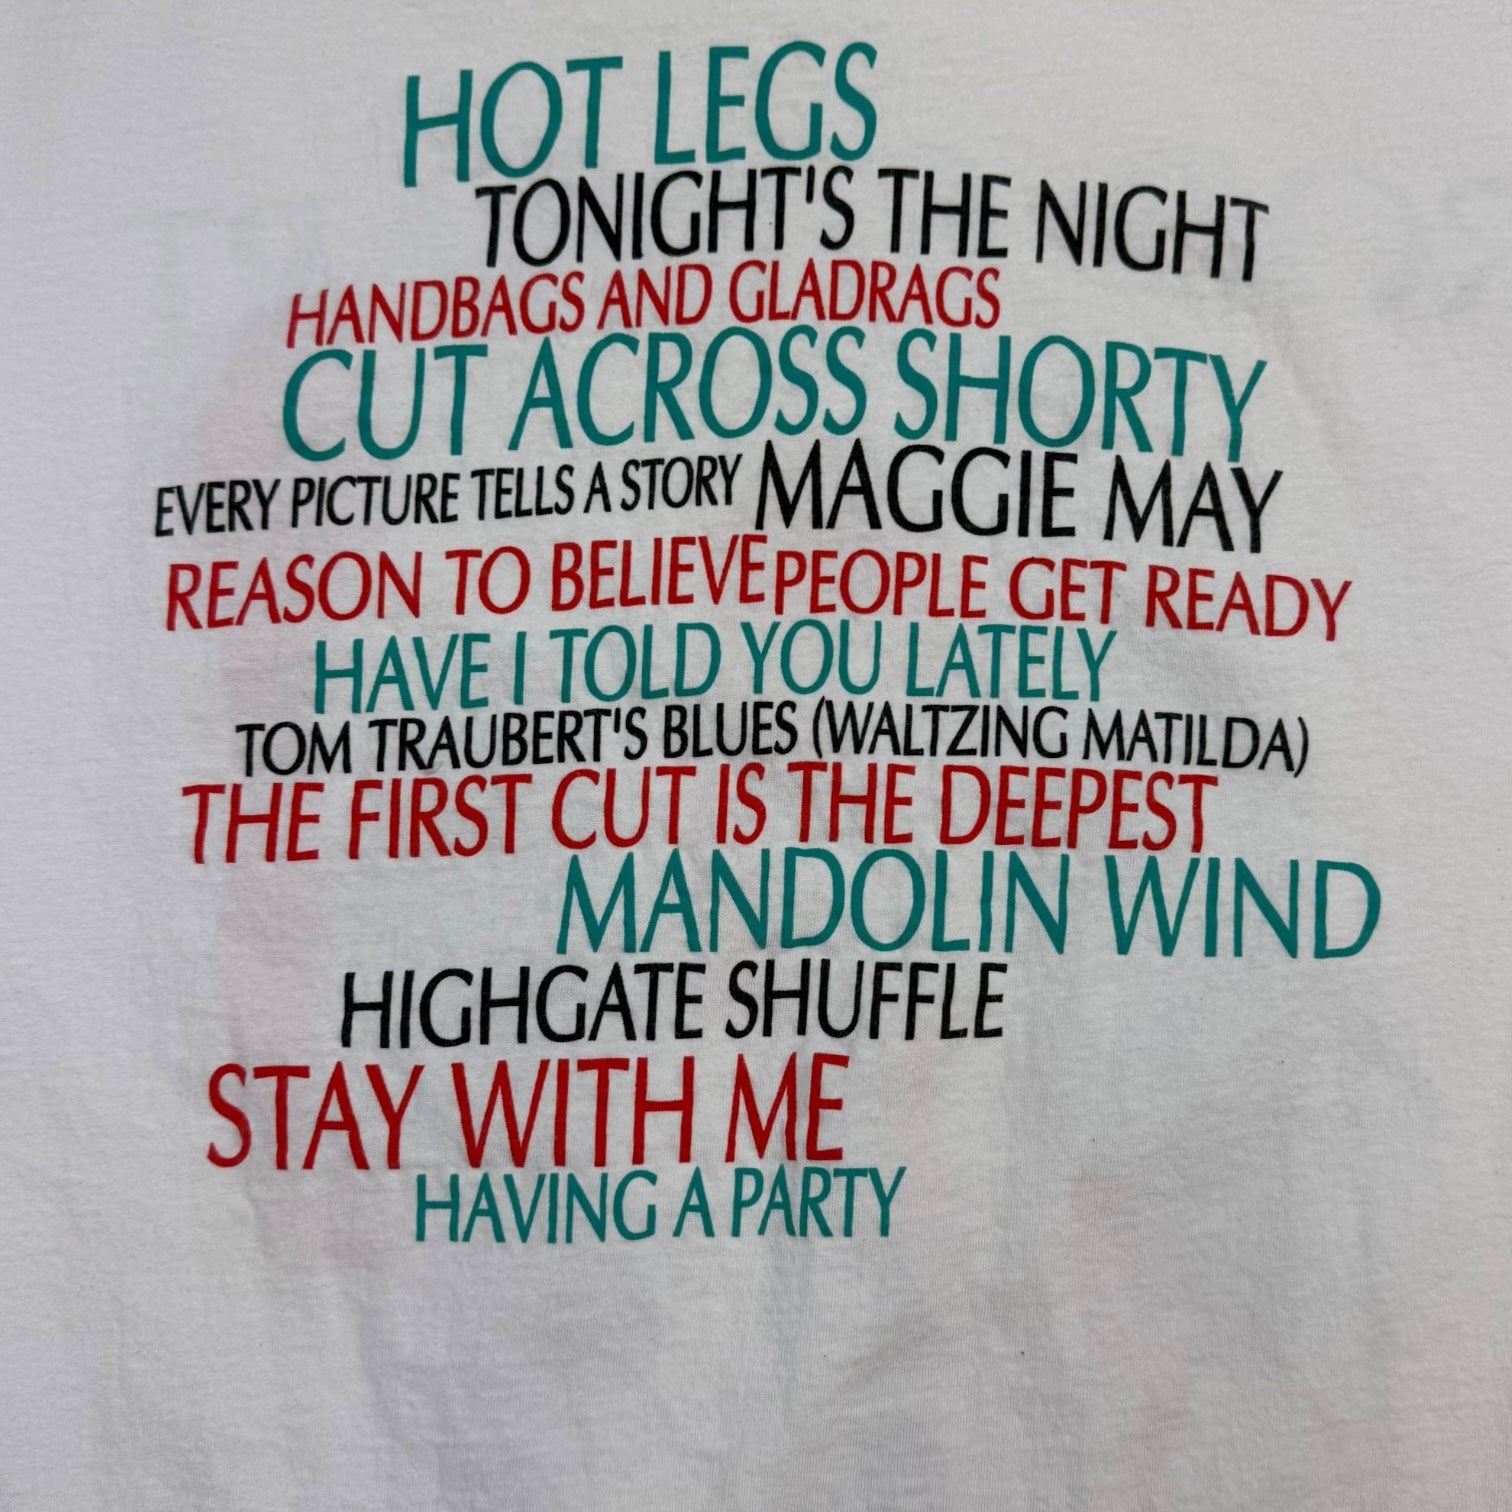 HOT LEGS
TONIGHT'S THE NIGHT
HANDBAGS AND GLADRAGS
CUT ACROSS SHORTY
EVERY PICTURE TELLS A STORY MAGGIE MAY
REASON TO BELIEVE PEOPLE GET READY
HAVE I TOLD YOU LATELY
TOM TRAUBERT'S BLUES (WALTZING MATILDA)
THE FIRST CUT IS THE DEEPEST
MANDOLIN WIND
HIGHGATE SHUFFLE
STAY WITH ME
HAVING A PARTY